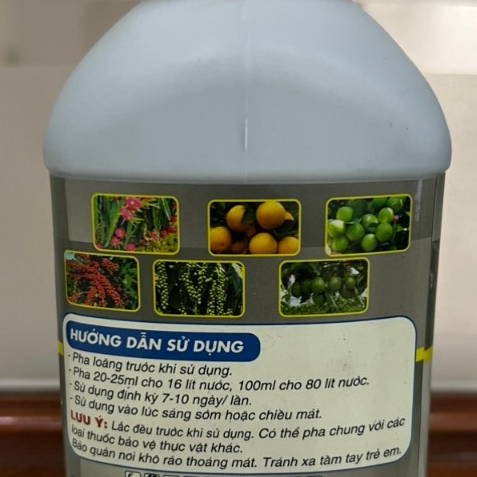 HƯỚNG DẪN SỬ DỤNG
- Pha loãng trước khi sử dụng.
- Pha 20-25ml cho 16 lít nước, 100ml cho 80 lít nước.
- Sử dụng định kỳ 7-10 ngày/ làn.
- Sử dụng vào lúc sáng sớm hoặc chiều mát.
LƯU Ý: Lắc đều trước khi sử dụng. Có thể pha chung với các
loại thuốc bảo vệ thực vật khác.
Bảo quản nơi khô ráo thoáng mát. Tránh xa tầm tay trẻ em.